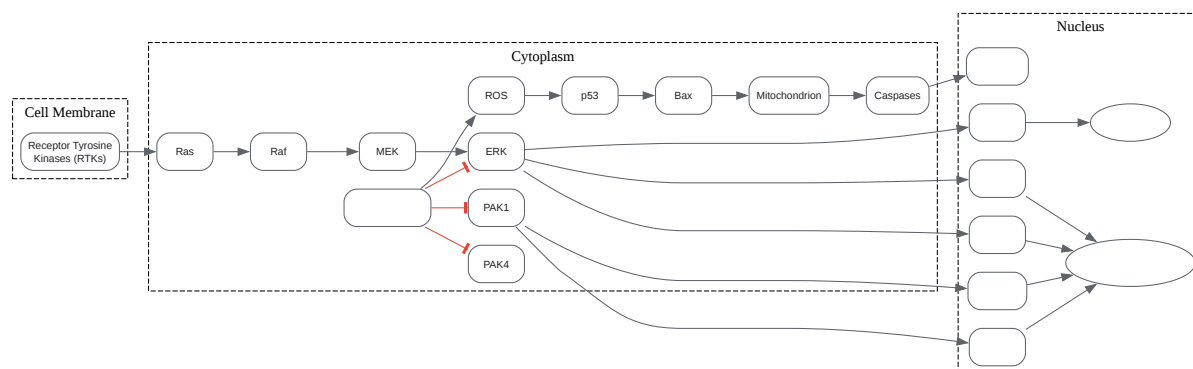 Nucleus
Cytoplasm
Cell Membrane
ROS
p53
Bax
Mitochondrion
Caspases
Receptor Tyrosine
Kinases (RTKs)
Ras
Raf
MEK
ERK
PAK1
PAK4